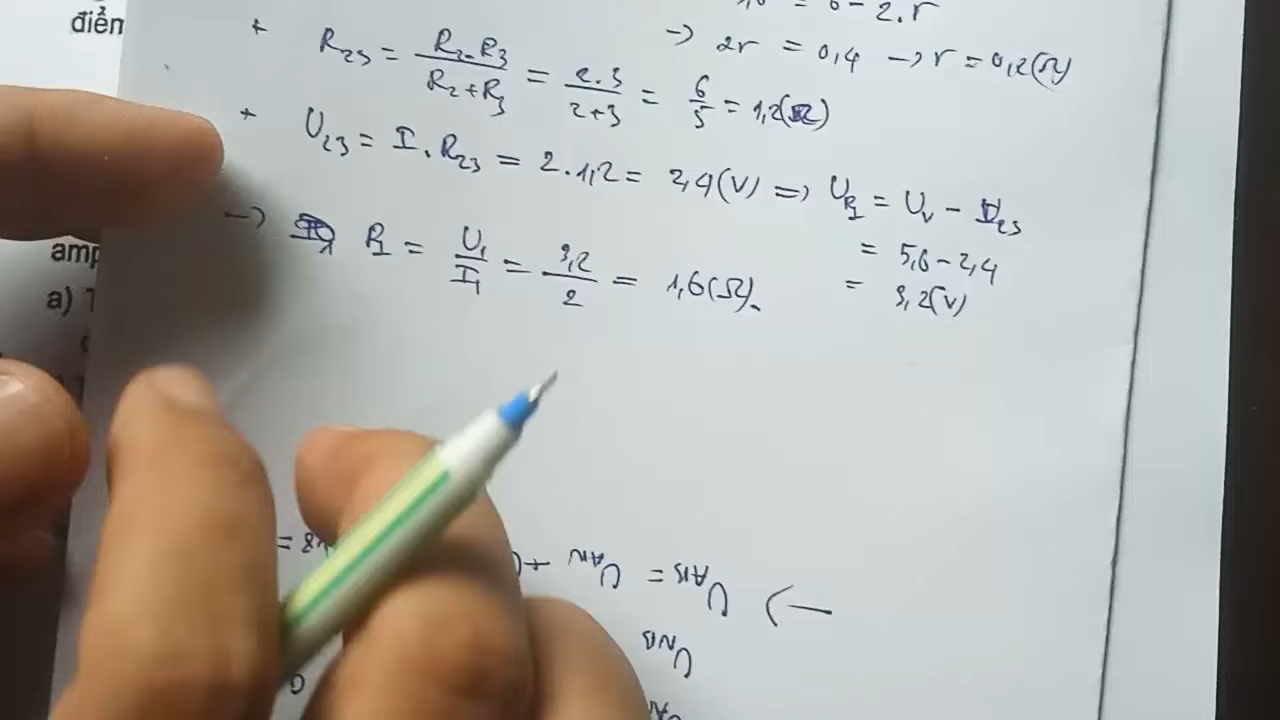 điểm
= 6 - 2.r
→ 2r = 0,4 → r = 0,2(Ω)
+ R23 = R2.R3 / R2+R3 = 2.3 / 2+3 = 6/5 = 1,2(Ω)
+ U23 = I.R23 = 2.1,2 = 2,4(V) => UR1 = Uv - U23
= 5,6 - 2,4
= 3,2(V)
→ R1 = U1/I1 = 3,2/2 = 1,6(Ω).
amp
a) T
→ UAB = UAN +
UNB